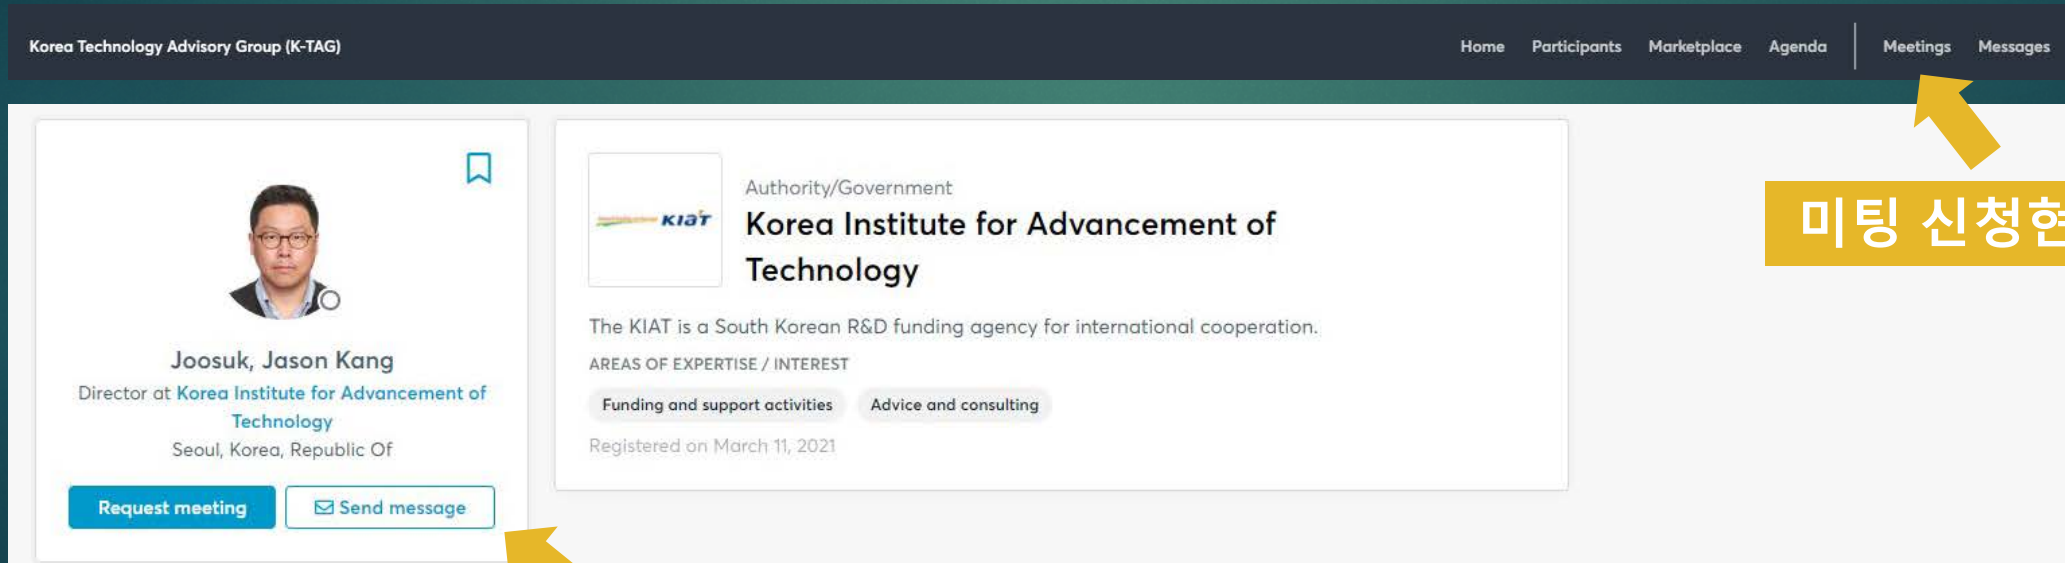 Korea Technology Advisory Group (K-TAG)
Home Participants Marketplace Agenda Meetings Messages
미팅 신청현
Joosuk, Jason Kang
Director at Korea Institute for Advancement of
Technology
Seoul, Korea, Republic Of
Request meeting
Send message
KIAT
Authority/Government
Korea Institute for Advancement of
Technology
The KIAT is a South Korean R&D funding agency for international cooperation.
AREAS OF EXPERTISE / INTEREST
Funding and support activities
Advice and consulting
Registered on March 11, 2021